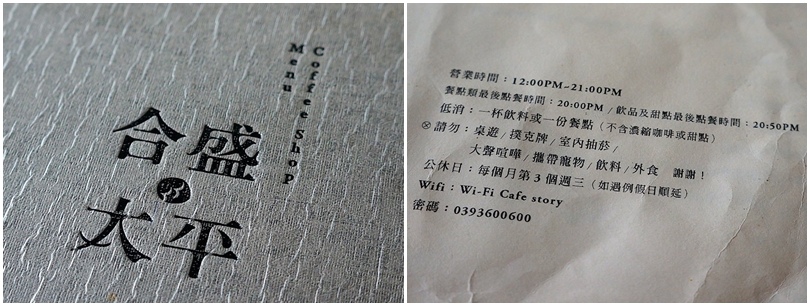 Coffee Shop
Menu
合盛
太平
營業時間：12:00PM~21:00PM
餐點類最後點餐時間：20:00PM / 飲品及甜點最後點餐時間：20:50PM
低消：一杯飲料或一份餐點（不含濃縮咖啡或甜點）
⊗ 請勿：桌遊 / 撲克牌 / 室內抽菸 /
大聲喧嘩 / 攜帶寵物 / 飲料 / 外食 謝謝！
公休日：每個月第 3 個週三（如遇例假日順延）
Wifi：Wi-Fi Cafe story
密碼：0393600600